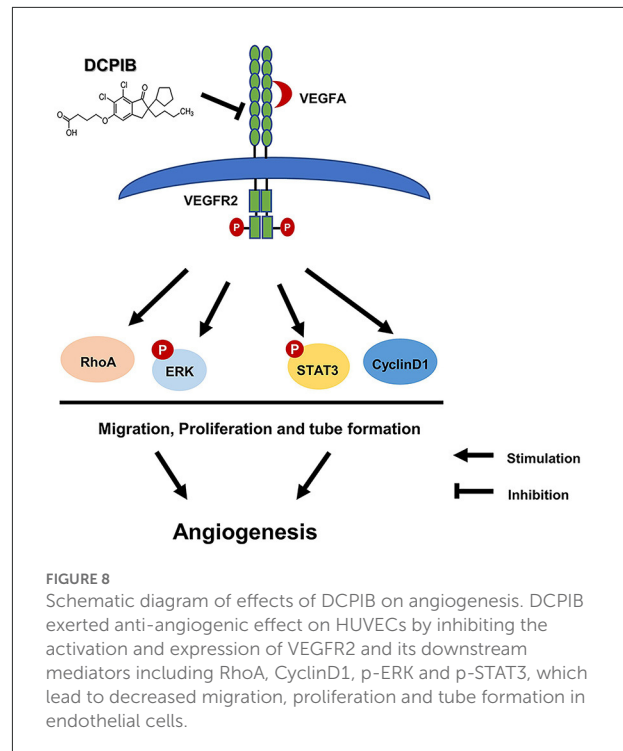 DCPIB
Cl
Cl
O
O
OH
O
CH₃
VEGFA
VEGFR2
P
P
RhoA
P
ERK
P
STAT3
CyclinD1
Migration, Proliferation and tube formation
Stimulation
Inhibition
Angiogenesis
FIGURE 8
Schematic diagram of effects of DCPIB on angiogenesis. DCPIB
exerted anti-angiogenic effect on HUVECs by inhibiting the
activation and expression of VEGFR2 and its downstream
mediators including RhoA, CyclinD1, p-ERK and p-STAT3, which
lead to decreased migration, proliferation and tube formation in
endothelial cells.